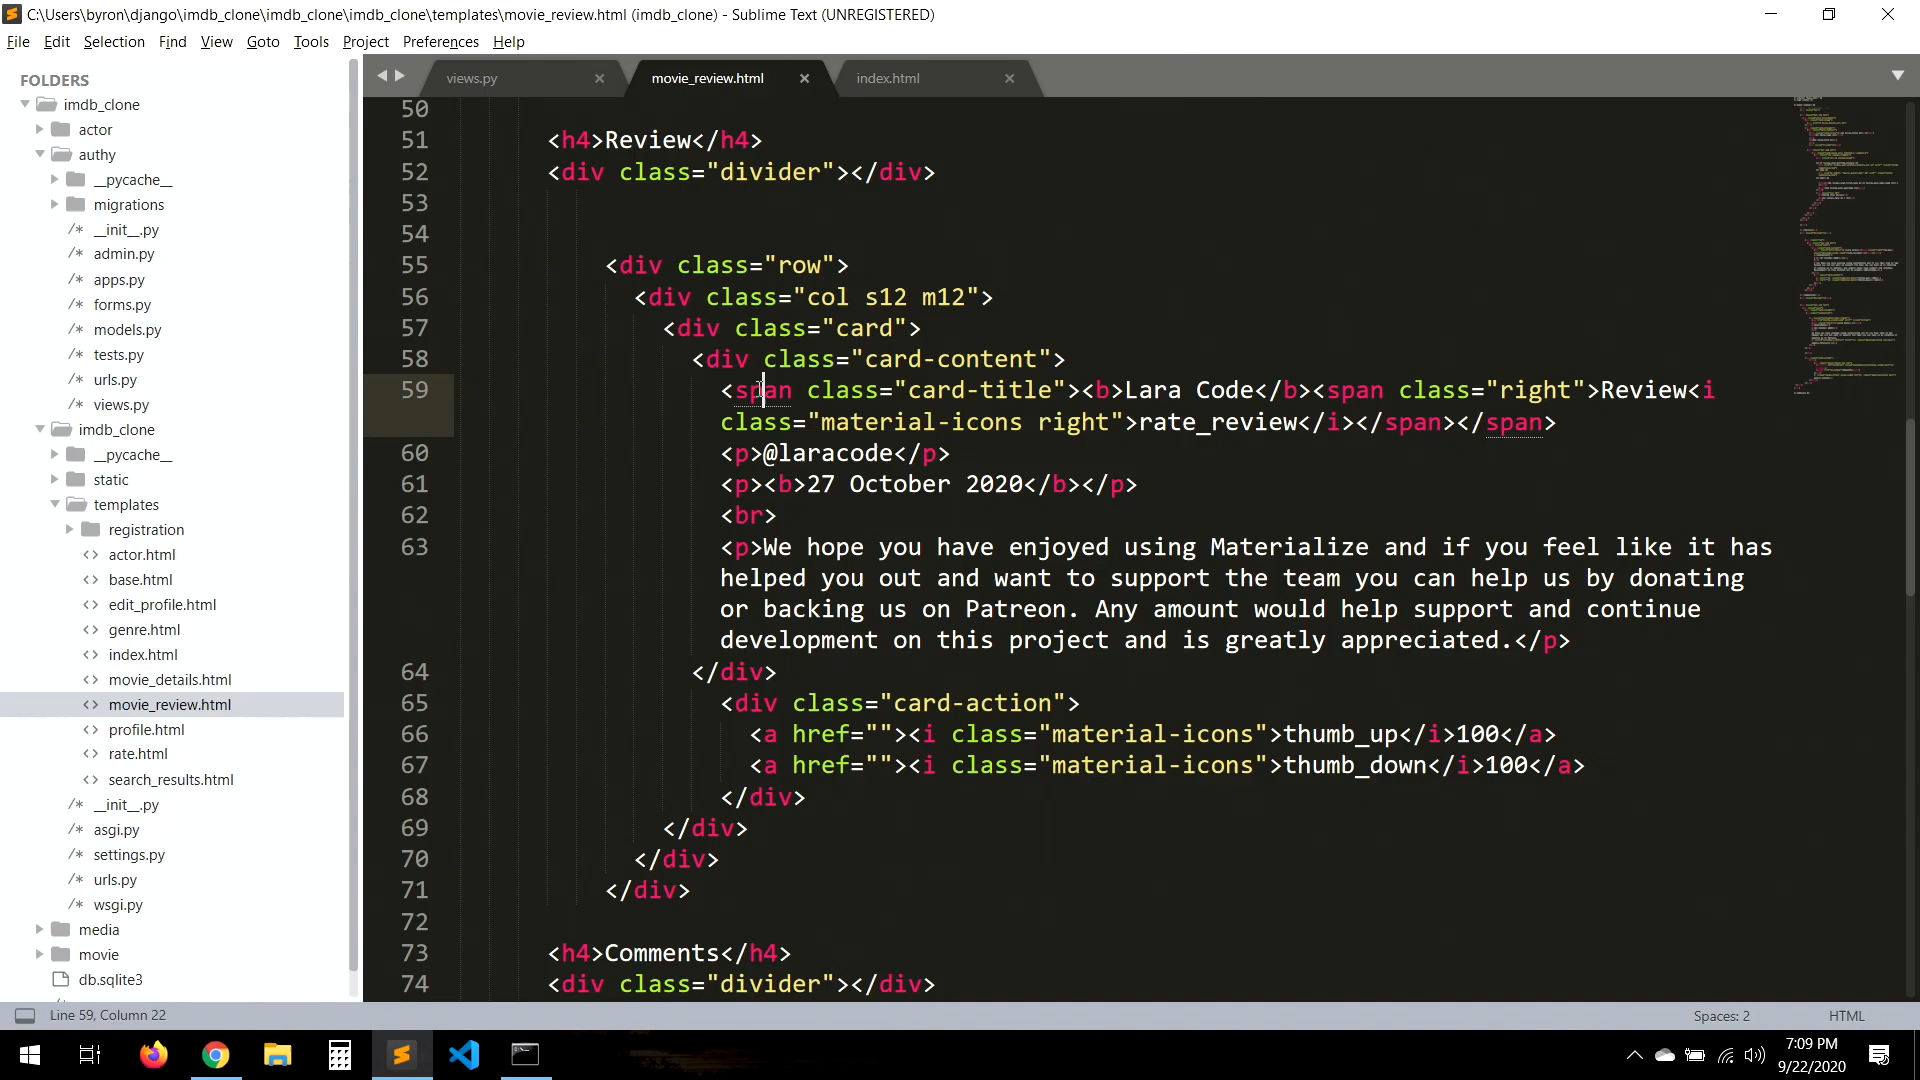 C:\Users\byron\django\imdb_clone\imdb_clone\imdb_clone\templates\movie_review.html (imdb_clone) - Sublime Text (UNREGISTERED)
File Edit Selection Find View Goto Tools Project Preferences Help
FOLDERS
imdb_clone
actor
authy
__pycache__
migrations
/* __init__.py
/* admin.py
/* apps.py
/* forms.py
/* models.py
/* tests.py
/* urls.py
/* views.py
imdb_clone
__pycache__
static
templates
registration
<> actor.html
<> base.html
<> edit_profile.html
<> genre.html
<> index.html
<> movie_details.html
<> movie_review.html
<> profile.html
<> rate.html
<> search_results.html
/* __init__.py
/* asgi.py
/* settings.py
/* urls.py
/* wsgi.py
media
movie
db.sqlite3
views.py movie_review.html index.html
50
51 <h4>Review</h4>
52 <div class="divider"></div>
53
54
55 <div class="row">
56 <div class="col s12 m12">
57 <div class="card">
58 <div class="card-content">
59 <span class="card-title"><b>Lara Code</b><span class="right">Review<i
class="material-icons right">rate_review</i></span></span>
60 <p>@laracode</p>
61 <p><b>27 October 2020</b></p>
62 <br>
63 <p>We hope you have enjoyed using Materialize and if you feel like it has
helped you out and want to support the team you can help us by donating
or backing us on Patreon. Any amount would help support and continue
development on this project and is greatly appreciated.</p>
64 </div>
65 <div class="card-action">
66 <a href=""><i class="material-icons">thumb_up</i>100</a>
67 <a href=""><i class="material-icons">thumb_down</i>100</a>
68 </div>
69 </div>
70 </div>
71 </div>
72
73 <h4>Comments</h4>
74 <div class="divider"></div>
Line 59, Column 22
Spaces: 2 HTML
7:09 PM
9/22/2020